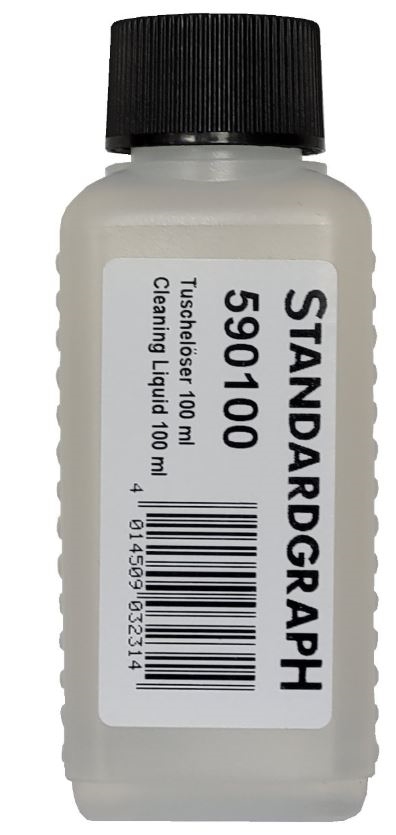 STANDARDGRAPH
590100
Tuschelöser 100 ml
Cleaning Liquid 100 ml
4 014509 032314